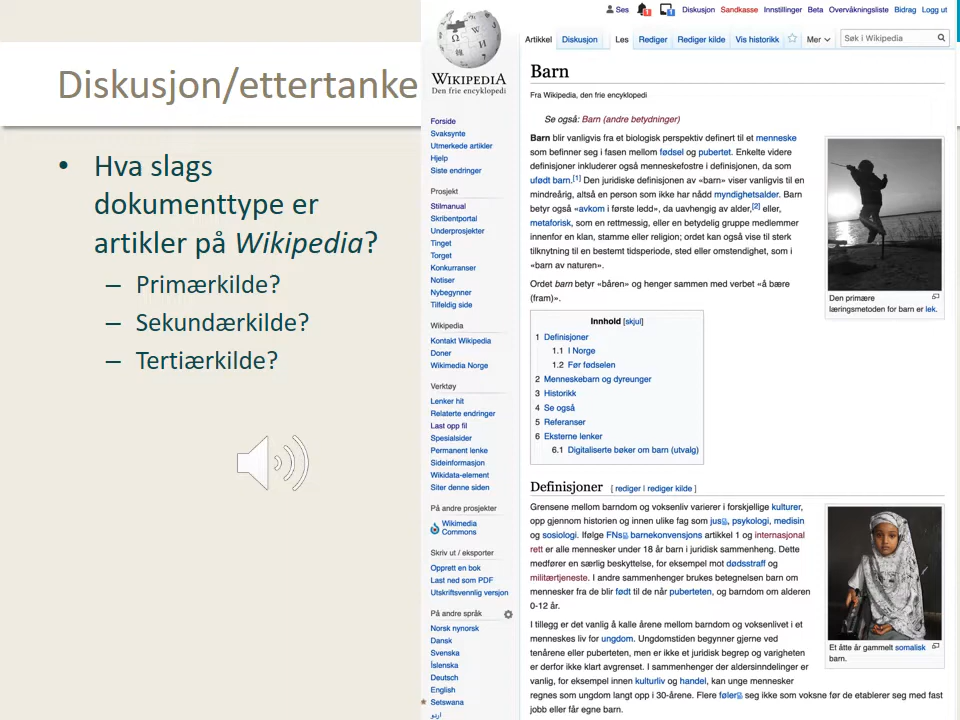 Diskusjon/ettertanke
• Hva slags
dokumenttype er
artikler på Wikipedia?
– Primærkilde?
– Sekundærkilde?
– Tertiærkilde?
WIKIPEDIA
Den frie encyklopedi
Forside
Svaksynte
Utmerkede artikler
Hjelp
Siste endringer
Prosjekt
Stilmanual
Skribentportal
Underprosjekter
Tinget
Torget
Konkurranser
Notiser
Nybegynner
Tilfeldig side
Wikipedia
Kontakt Wikipedia
Doner
Wikimedia Norge
Verktøy
Lenker hit
Relaterte endringer
Last opp fil
Spesialsider
Permanent lenke
Sideinformasjon
Wikidata-element
Siter denne siden
På andre prosjekter
Wikimedia
Commons
Skriv ut / eksporter
Opprett en bok
Last ned som PDF
Utskriftsvennlig versjon
På andre språk
Norsk nynorsk
Dansk
Svenska
Íslenska
Deutsch
English
Setswana
اردو
Ses 1 1 Diskusjon Sandkasse Innstillinger Beta Overvåkningsliste Bidrag Logg ut
Artikkel Diskusjon Les Rediger Rediger kilde Vis historikk Mer Søk i Wikipedia
Barn
Fra Wikipedia, den frie encyklopedi
Se også: Barn (andre betydninger)
Barn blir vanligvis fra et biologisk perspektiv definert til et menneske
som befinner seg i fasen mellom fødsel og pubertet. Enkelte videre
definisjoner inkluderer også menneskefostre i definisjonen, da som
ufødt barn.[1] Den juridiske definisjonen av «barn» viser vanligvis til en
mindreårig, altså en person som ikke har nådd myndighetsalder. Barn
betyr også «avkom i første ledd», da uavhengig av alder,[2] eller,
metaforisk, som en rettmessig, eller en betydelig gruppe medlemmer
innenfor en klan, stamme eller religion; ordet kan også vise til sterk
tilknytning til en bestemt tidsperiode, sted eller omstendighet, som i
«barn av naturen».
Ordet barn betyr «båren» og henger sammen med verbet «å bære
(fram)».
Den primære
læringsmetoden for barn er lek.
Innhold [skjul]
1 Definisjoner
1.1 I Norge
1.2 Før fødselen
2 Menneskebarn og dyreunger
3 Historikk
4 Se også
5 Referanser
6 Eksterne lenker
6.1 Digitaliserte bøker om barn (utvalg)
Definisjoner [ rediger | rediger kilde ]
Grensene mellom barndom og voksenliv varierer i forskjellige kulturer,
opp gjennom historien og innen ulike fag som jus, psykologi, medisin
og sosiologi. Ifølge FNs barnekonvensjons artikkel 1 og internasjonal
rett er alle mennesker under 18 år barn i juridisk sammenheng. Dette
medfører en særlig beskyttelse, for eksempel mot dødsstraff og
militærtjeneste. I andre sammenhenger brukes betegnelsen barn om
mennesker fra de blir født til de når puberteten, og barndom om alderen
0-12 år.
I tillegg er det vanlig å kalle årene mellom barndom og voksenlivet i et
menneskes liv for ungdom. Ungdomstiden begynner gjerne ved
tenårene eller puberteten, men er ikke et juridisk begrep og varigheten
er derfor ikke klart avgrenset. I sammenhenger der aldersinndelinger er
vanlig, for eksempel innen kulturliv og handel, kan unge mennesker
regnes som ungdom langt opp i 30-årene. Flere føler seg ikke som voksne før de etablerer seg med fast
jobb eller får egne barn.
Et åtte år gammelt somalisk
barn.